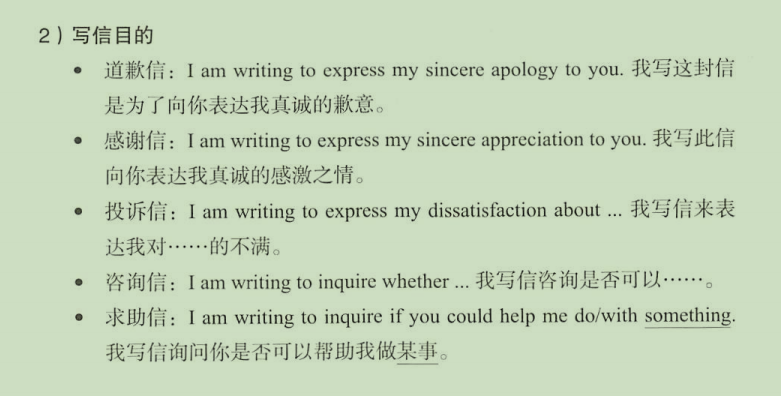 2）写信目的
• 道歉信：I am writing to express my sincere apology to you. 我写这封信
是为了向你表达我真诚的歉意。
• 感谢信：I am writing to express my sincere appreciation to you. 我写此信
向你表达我真诚的感激之情。
• 投诉信：I am writing to express my dissatisfaction about ... 我写信来表
达我对……的不满。
• 咨询信：I am writing to inquire whether ... 我写信咨询是否可以……。
• 求助信：I am writing to inquire if you could help me do/with something.
我写信询问你是否可以帮助我做某事。